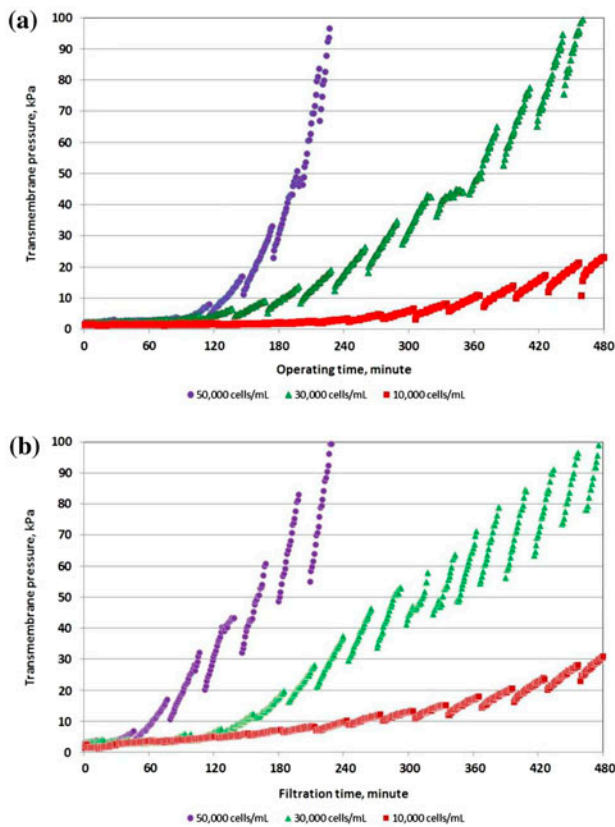 (a)
Transmembrane pressure, kPa
100
90
80
70
60
50
40
30
20
10
0
0 60 120 180 240 300 360 420 480
Operating time, minute
50,000 cells/mL 30,000 cells/mL 10,000 cells/mL
(b)
Transmembrane pressure, kPa
100
90
80
70
60
50
40
30
20
10
0
0 60 120 180 240 300 360 420 480
Filtration time, minute
50,000 cells/mL 30,000 cells/mL 10,000 cells/mL